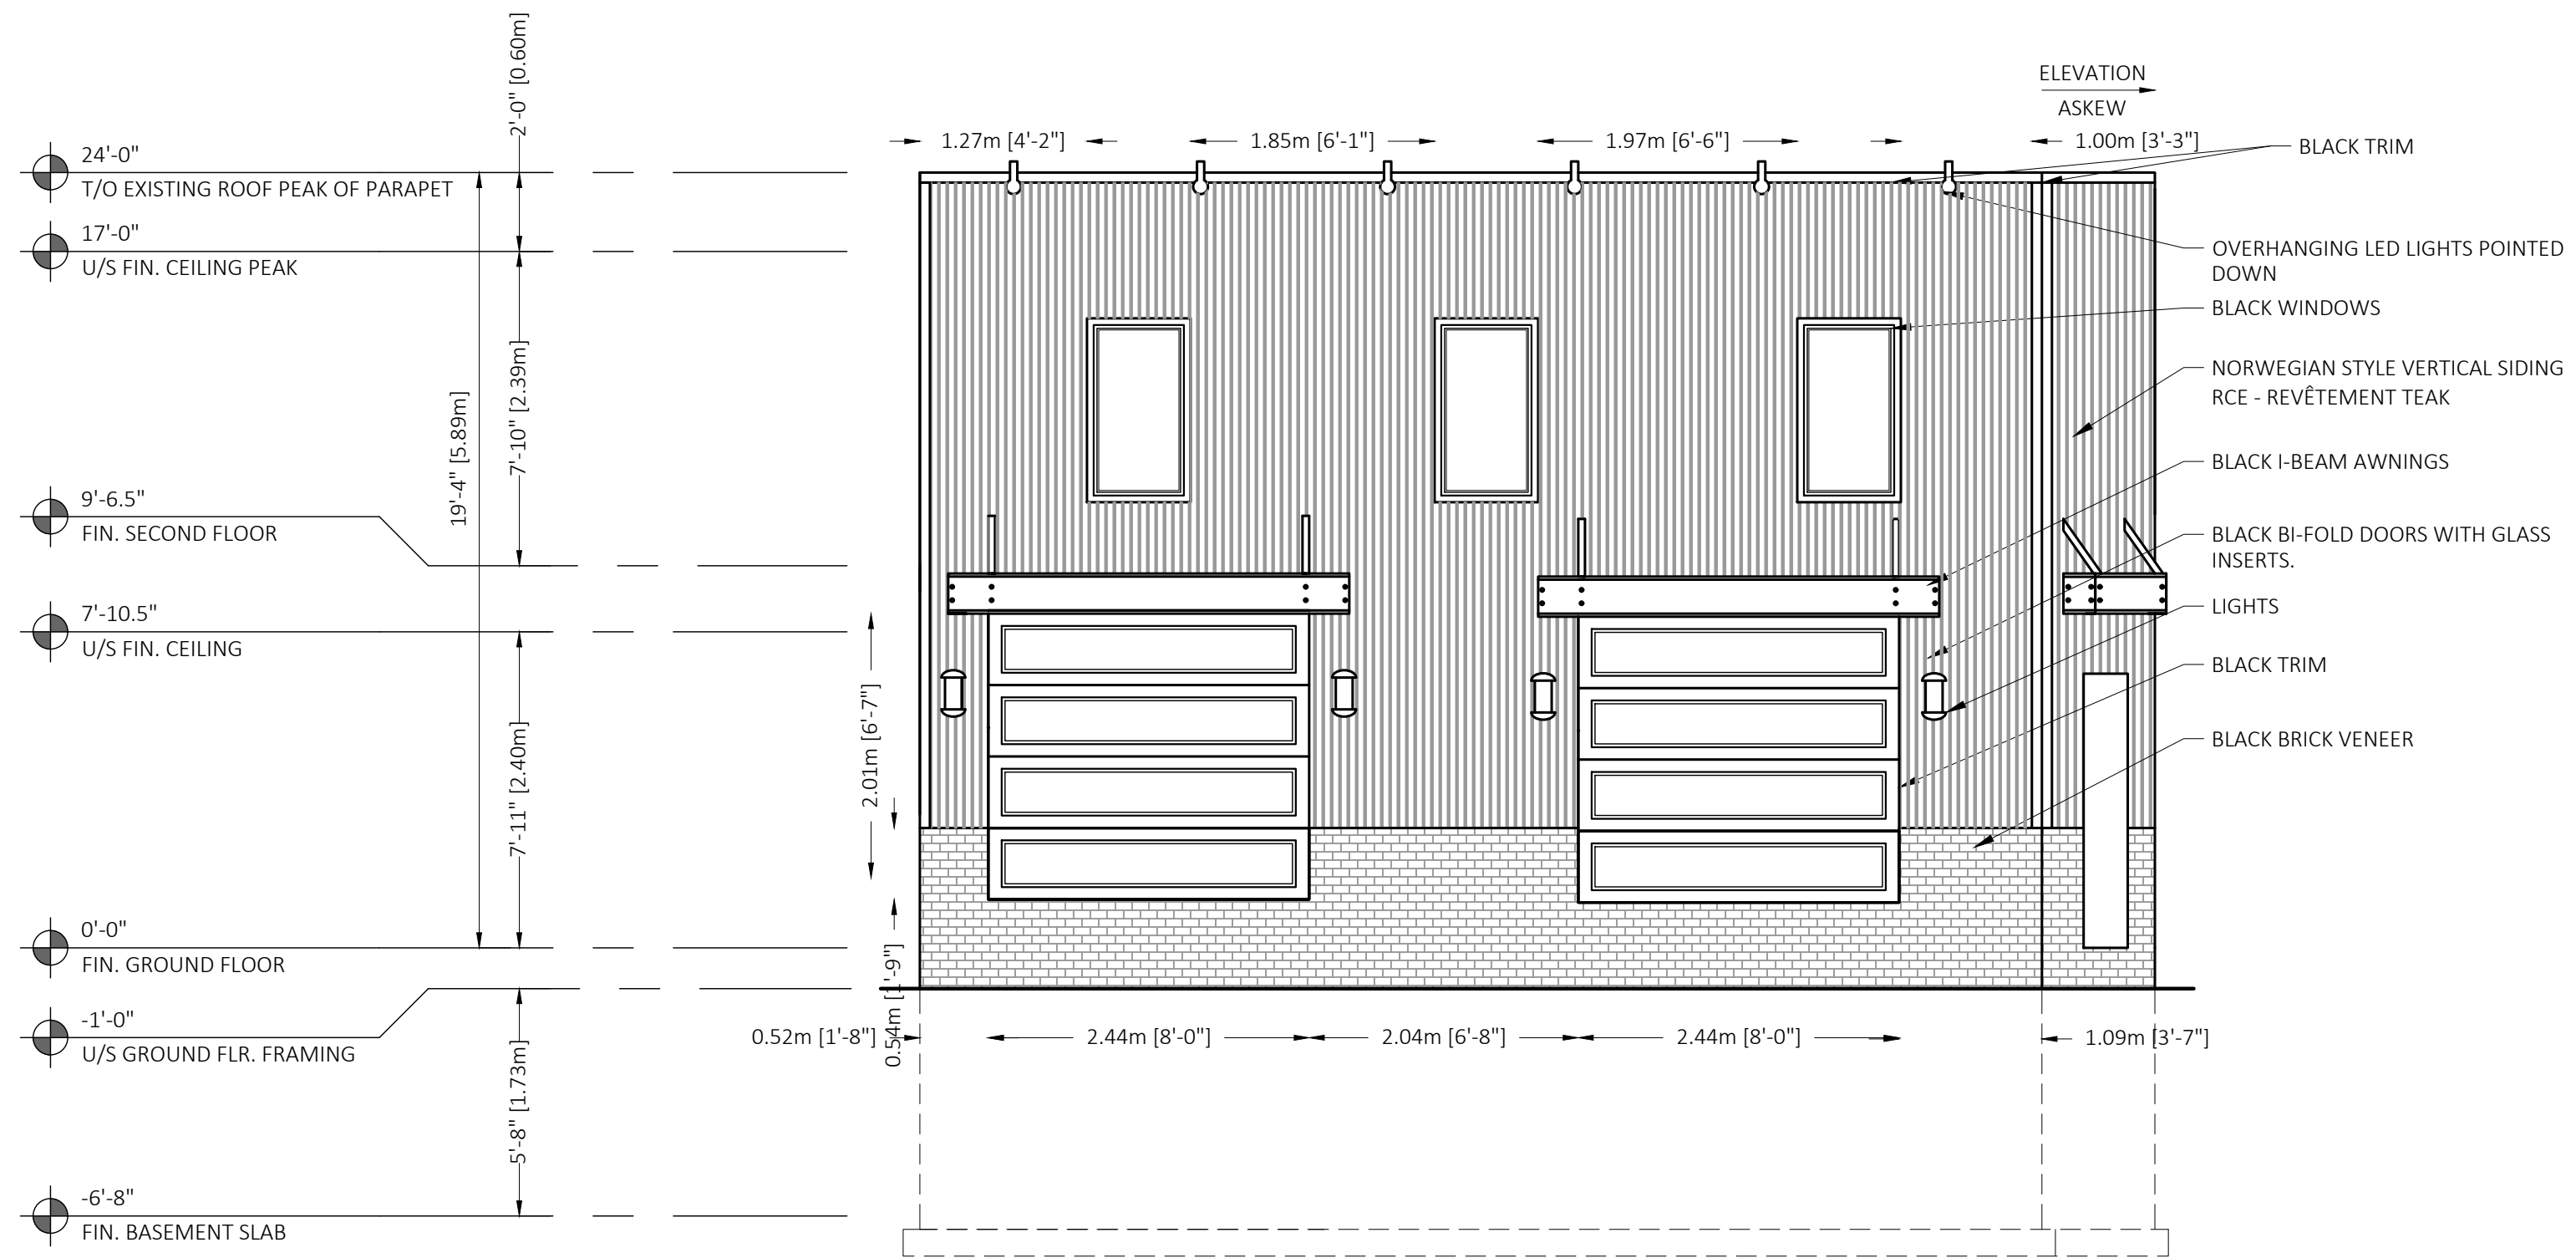 2'-0" [0.60m]
ELEVATION
ASKEW
1.27m [4'-2"]
1.85m [6'-1"]
1.97m [6'-6"]
1.00m [3'-3"]
BLACK TRIM
24'-0"
T/O EXISTING ROOF PEAK OF PARAPET
17'-0"
U/S FIN. CEILING PEAK
OVERHANGING LED LIGHTS POINTED
DOWN
BLACK WINDOWS
NORWEGIAN STYLE VERTICAL SIDING
RCE - REVÊTEMENT TEAK
7'-10" [2.39m]
19'-4" [5.89m]
BLACK I-BEAM AWNINGS
9'-6.5"
FIN. SECOND FLOOR
BLACK BI-FOLD DOORS WITH GLASS
INSERTS.
7'-10.5"
U/S FIN. CEILING
LIGHTS
BLACK TRIM
2.01m [6'-7"]
BLACK BRICK VENEER
7'-11" [2.40m]
0'-0"
FIN. GROUND FLOOR
0.54m [1'-9"]
-1'-0"
U/S GROUND FLR. FRAMING
0.52m [1'-8"]
2.44m [8'-0"]
2.04m [6'-8"]
2.44m [8'-0"]
1.09m [3'-7"]
5'-8" [1.73m]
-6'-8"
FIN. BASEMENT SLAB